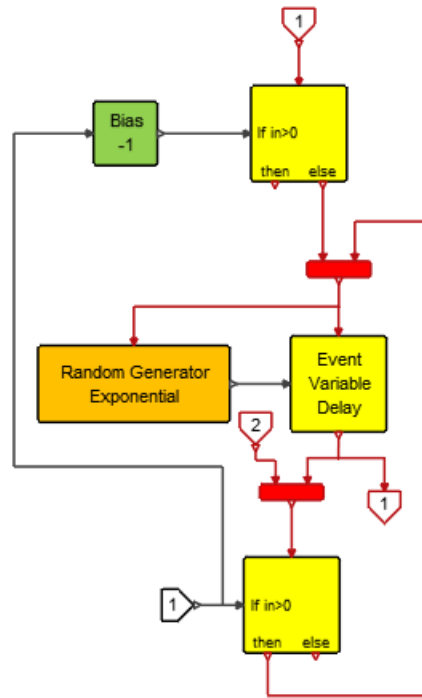 1
Bias
-1
If in>0
then else
Random Generator
Exponential
Event
Variable
Delay
2
1
1
If in>0
then else